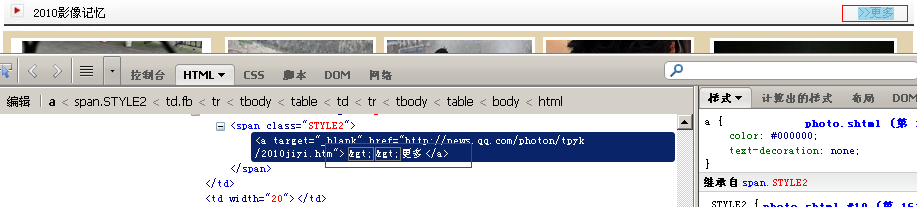 2010影像记忆
>>更多
控制台 HTML CSS 脚本 DOM 网络
编辑 a < span.STYLE2 < td.fb < tr < tbody < table < td < tr < tbody < table < body < html
样式 计算出的样式 布局 DOM
<span class="STYLE2">
<a target="_blank" href="http://news.qq.com/photon/tpyk
/2010jiyi.htm">&gt;&gt;更多</a>
</span>
</td>
<td width="20"></td>
a {
photo.shtml (第 1
color: #000000;
text-decoration: none;
}
继承自 span.STYLE2
.STYLE2 {
photo.shtml #10 (第 16